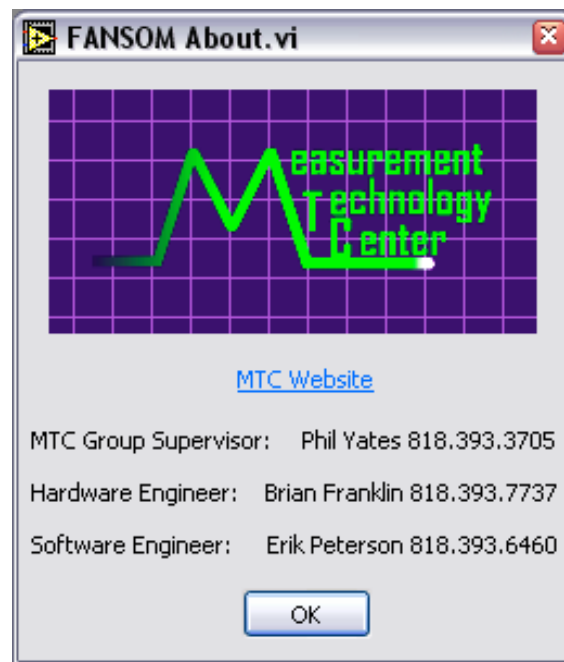 FANSOM About.vi
Measurement
Technology
Center
MTC Website
MTC Group Supervisor: Phil Yates 818.393.3705
Hardware Engineer: Brian Franklin 818.393.7737
Software Engineer: Erik Peterson 818.393.6460
OK